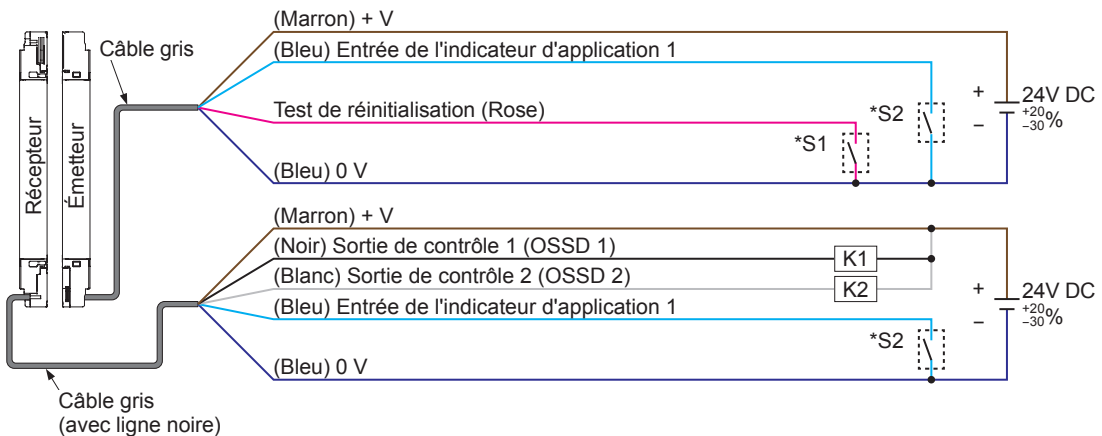 (Marron) + V
Câble gris
(Bleu) Entrée de l'indicateur d'application 1
Test de réinitialisation (Rose)
*S1
*S2
+
−
24V DC
+20
−30 %
(Bleu) 0 V
Récepteur
Émetteur
(Marron) + V
(Noir) Sortie de contrôle 1 (OSSD 1)
K1
(Blanc) Sortie de contrôle 2 (OSSD 2)
K2
(Bleu) Entrée de l'indicateur d'application 1
*S2
+
−
24V DC
+20
−30 %
(Bleu) 0 V
Câble gris
(avec ligne noire)